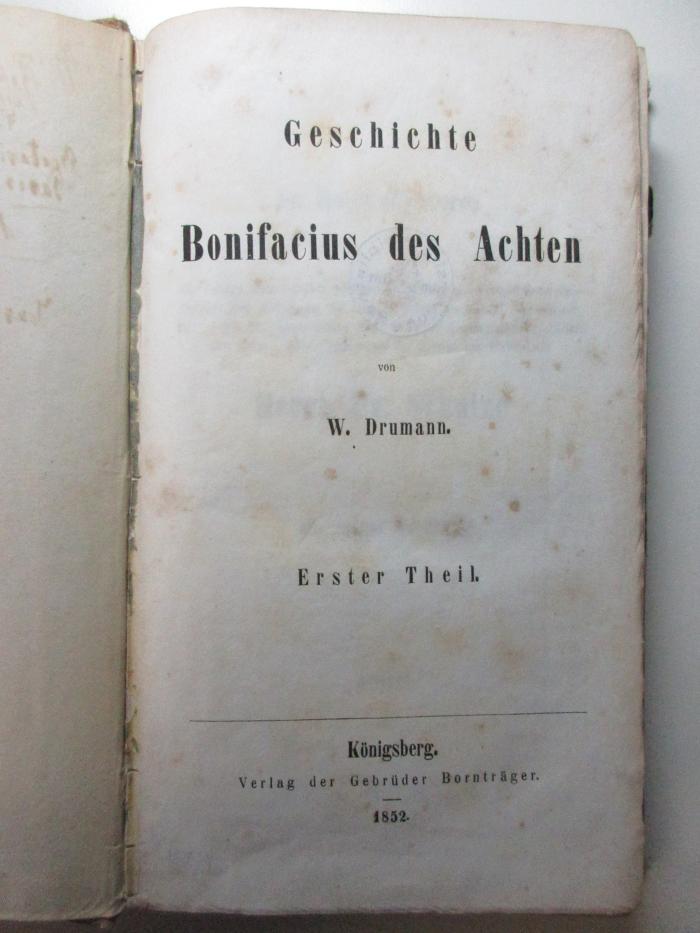 Geschichte
Bonifacius des Achten
von
W. Drumann.
Erster Theil.
Königsberg.
Verlag der Gebrüder Bornträger.
1852.